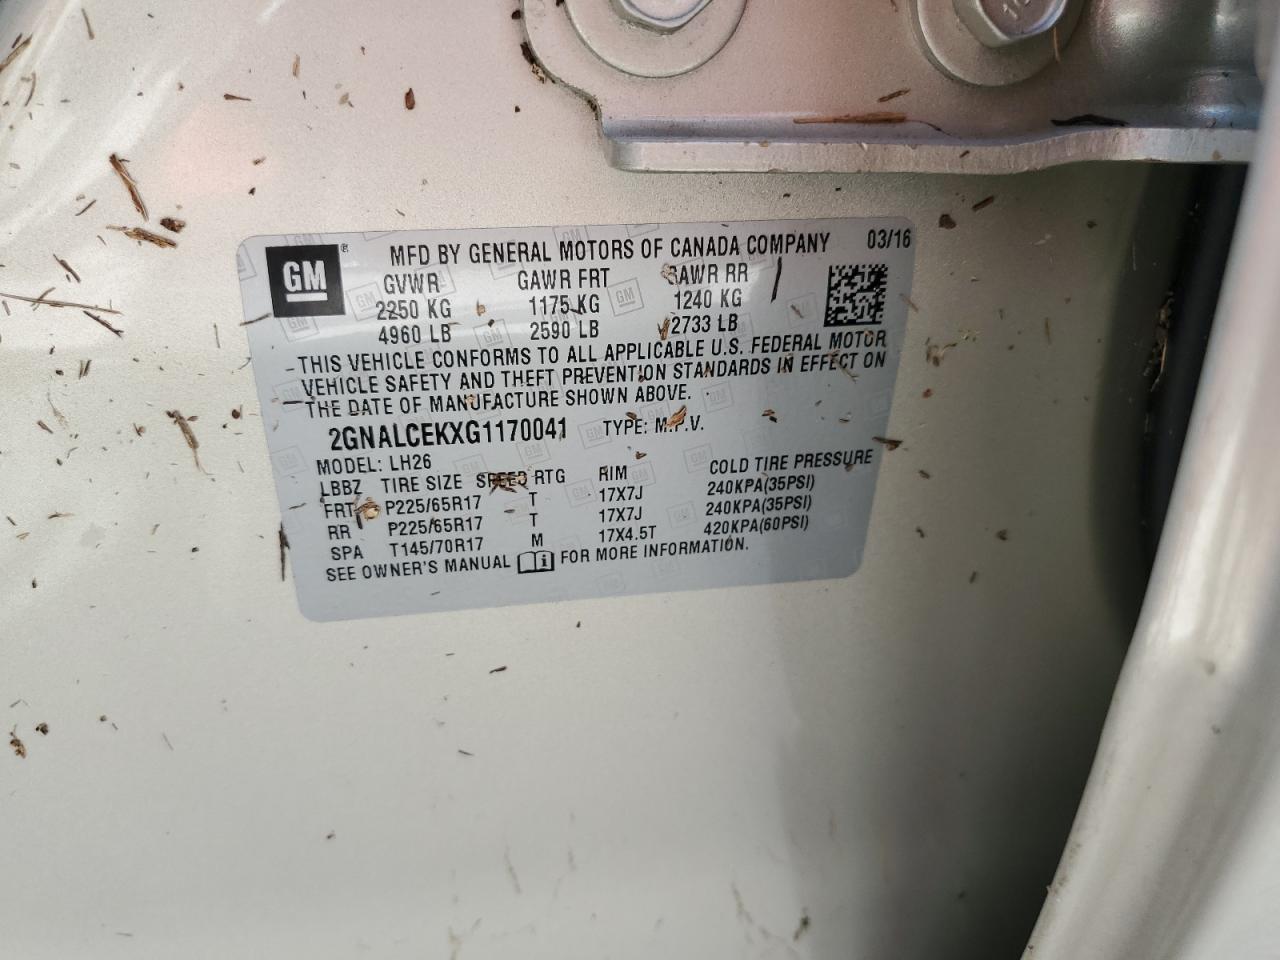 GM ® MFD BY GENERAL MOTORS OF CANADA COMPANY 03/16
GVWR GAWR FRT GAWR RR
2250 KG 1175 KG 1240 KG
4960 LB 2590 LB 2733 LB
THIS VEHICLE CONFORMS TO ALL APPLICABLE U.S. FEDERAL MOTOR
VEHICLE SAFETY AND THEFT PREVENTION STANDARDS IN EFFECT ON
THE DATE OF MANUFACTURE SHOWN ABOVE.
2GNALCEKXG1170041 TYPE: M.P.V.
MODEL: LH26
LBBZ TIRE SIZE SPEED RTG RIM COLD TIRE PRESSURE
FRT P225/65R17 T 17X7J 240KPA(35PSI)
RR P225/65R17 T 17X7J 240KPA(35PSI)
SPA T145/70R17 M 17X4.5T 420KPA(60PSI)
SEE OWNER'S MANUAL i FOR MORE INFORMATION.